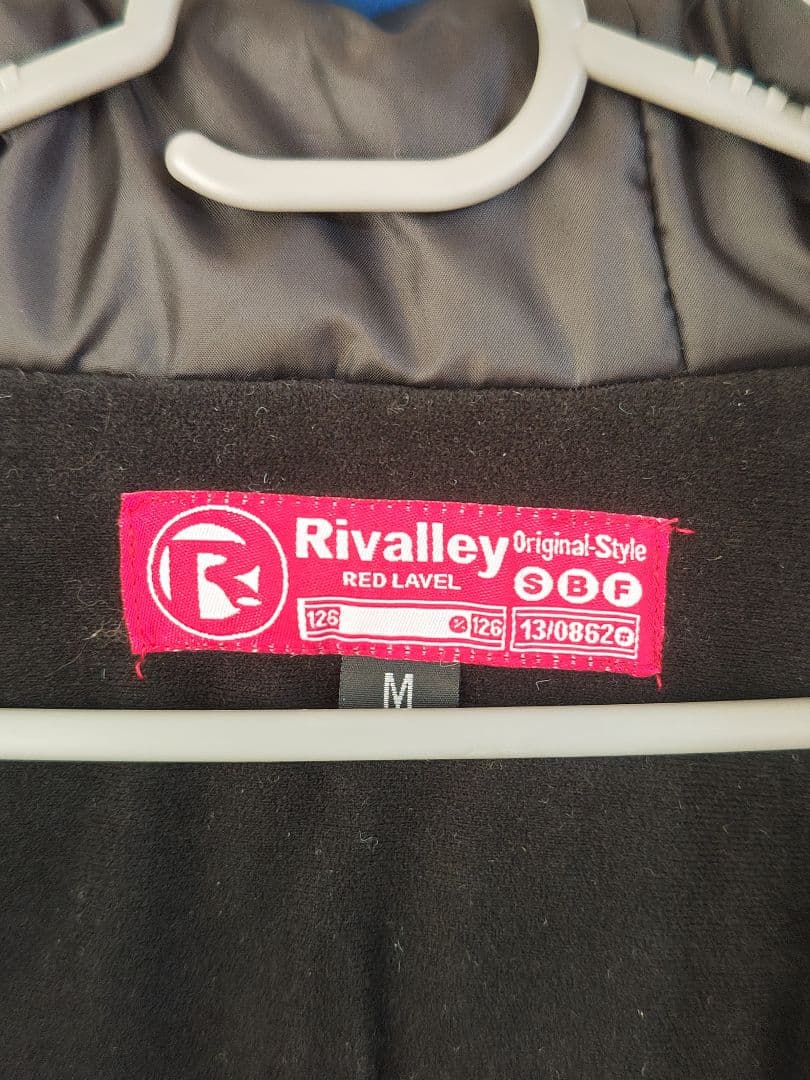 R
Rivalley Original-Style
RED LAVEL S B F
126 % 126 13/0862
M